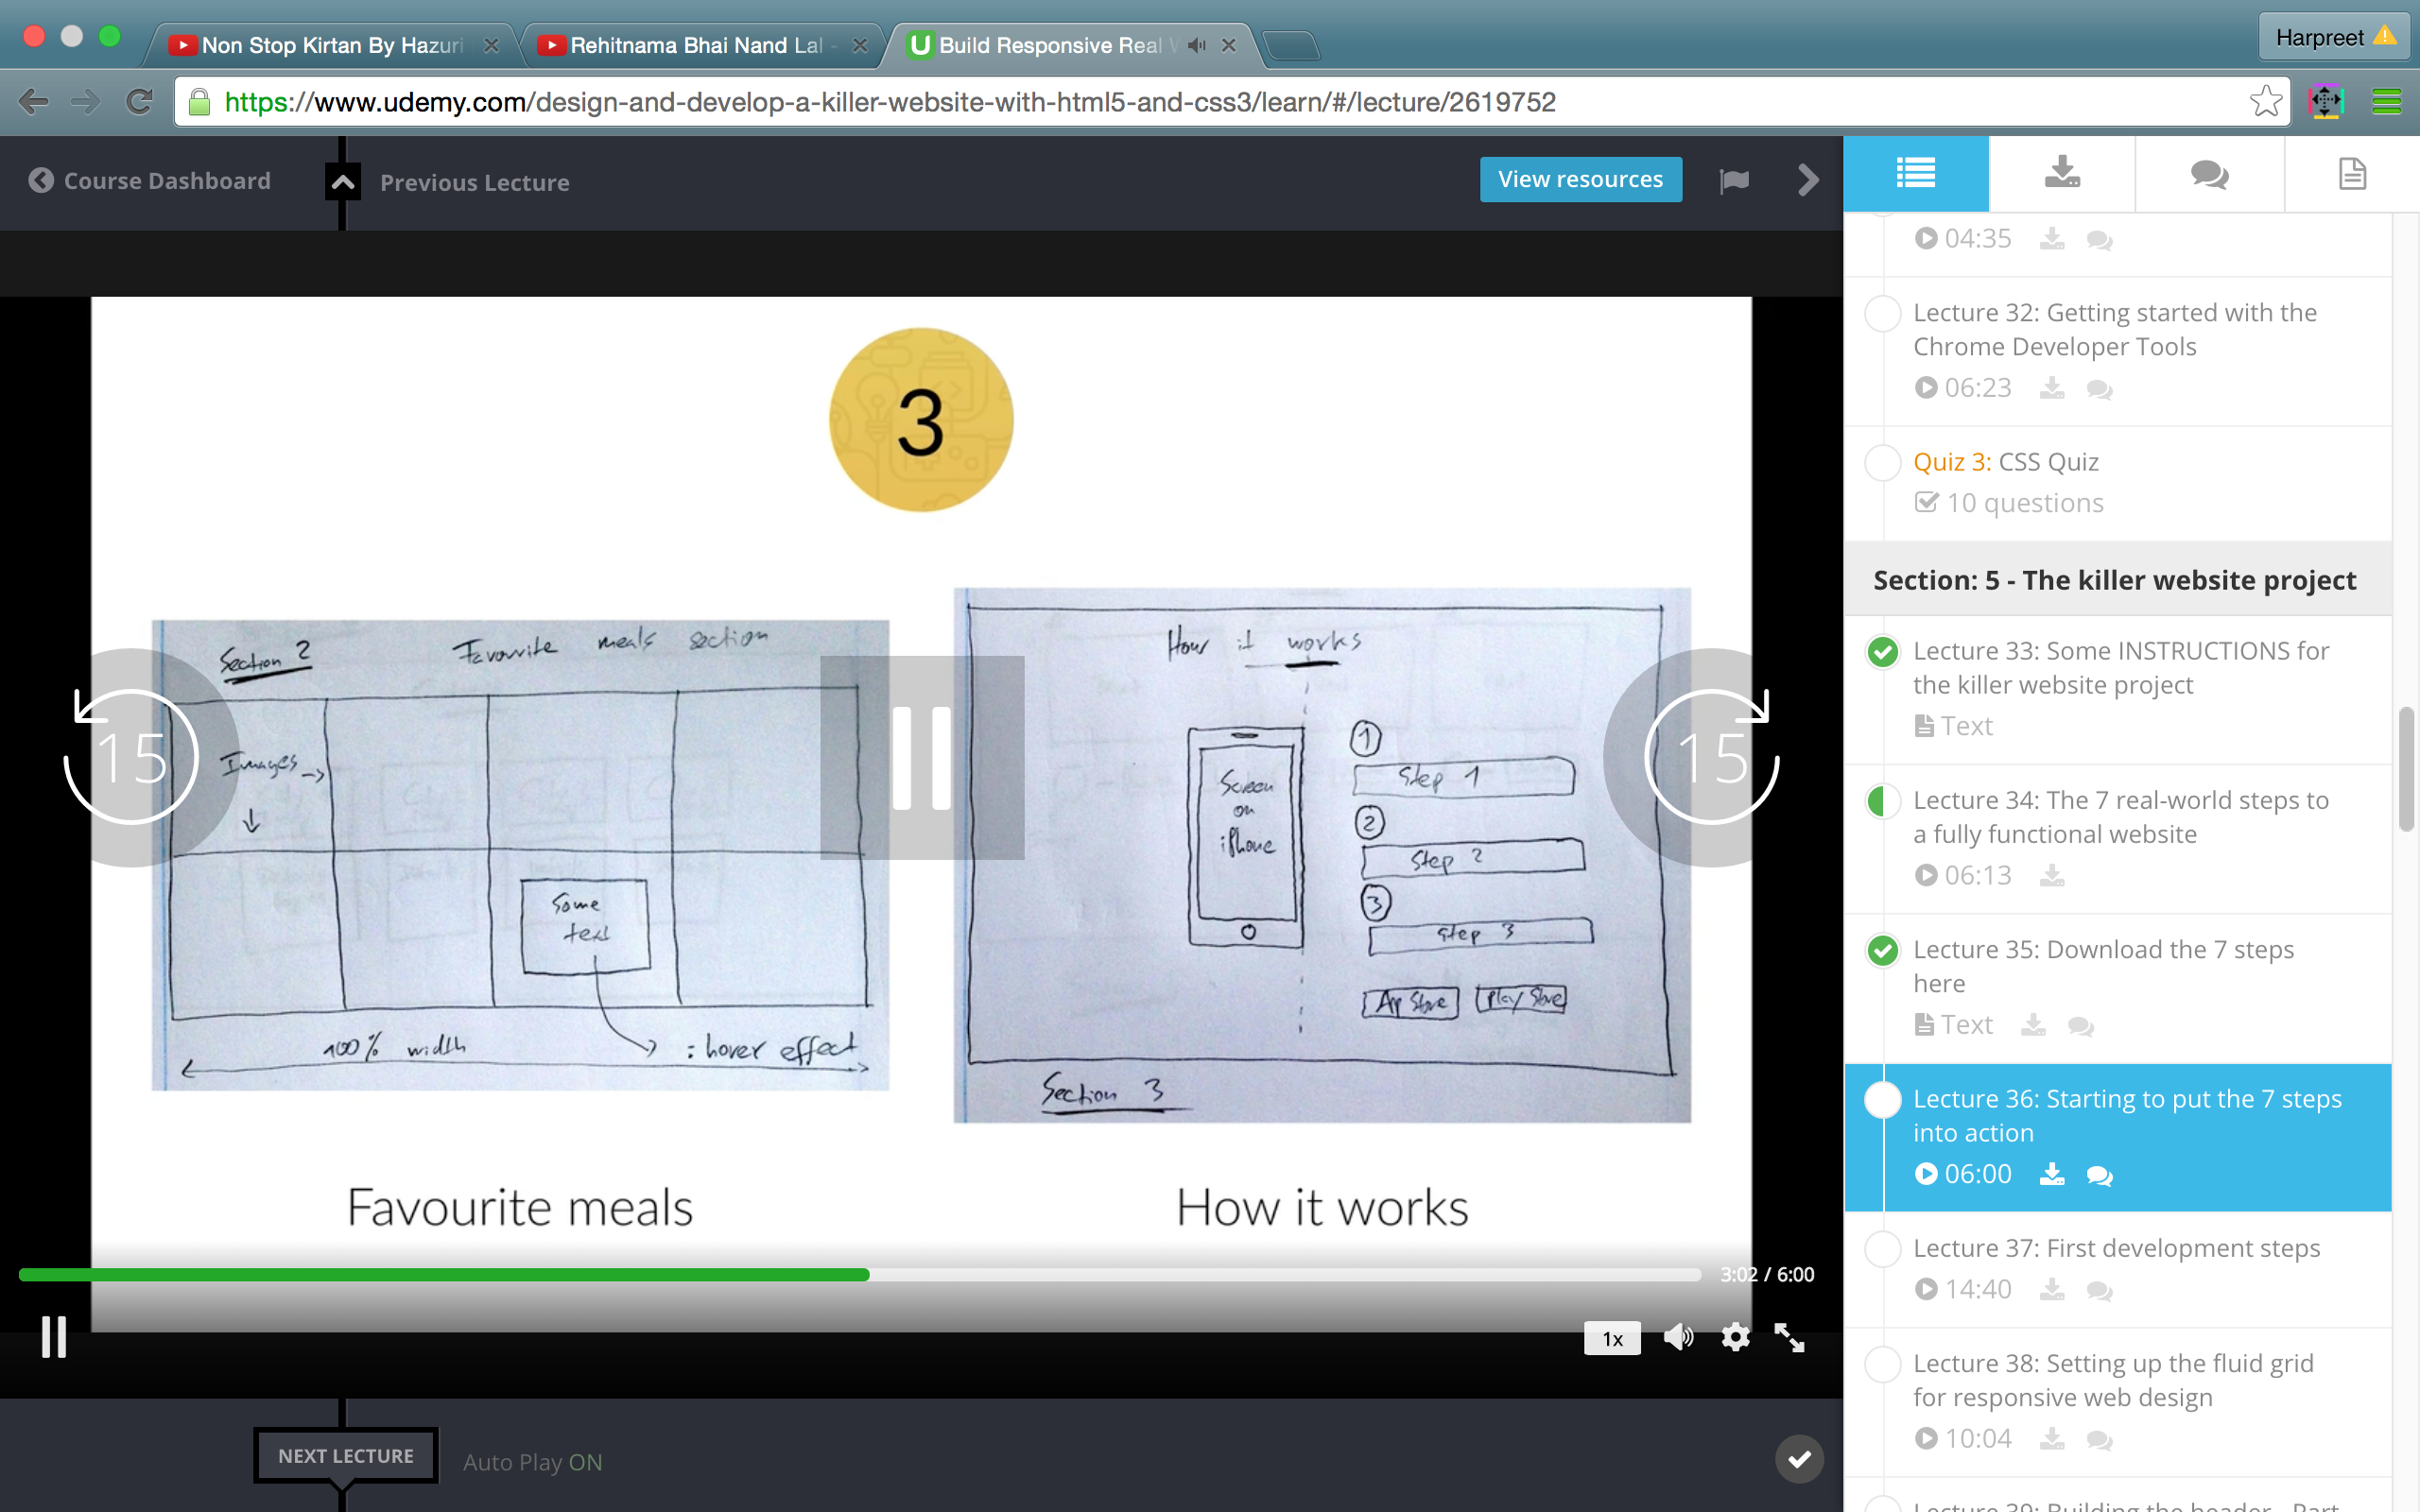 Non Stop Kirtan By Hazuri
Rehitnama Bhai Nand Lal -
Build Responsive Real W
Harpreet
https://www.udemy.com/design-and-develop-a-killer-website-with-html5-and-css3/learn/#/lecture/2619752
Course Dashboard
Previous Lecture
View resources
3
Section 2
Favourite meals section
Images
Some
text
100% width
: hover effect
How it works
Screen
on
iPhone
1
Step 1
2
Step 2
3
Step 3
App Store
Play Store
Section 3
15
15
Favourite meals
How it works
3:02 / 6:00
1x
NEXT LECTURE
Auto Play ON
04:35
Lecture 32: Getting started with the
Chrome Developer Tools
06:23
Quiz 3: CSS Quiz
10 questions
Section: 5 - The killer website project
Lecture 33: Some INSTRUCTIONS for
the killer website project
Text
Lecture 34: The 7 real-world steps to
a fully functional website
06:13
Lecture 35: Download the 7 steps
here
Text
Lecture 36: Starting to put the 7 steps
into action
06:00
Lecture 37: First development steps
14:40
Lecture 38: Setting up the fluid grid
for responsive web design
10:04
Lecture 39: Building the header - Part